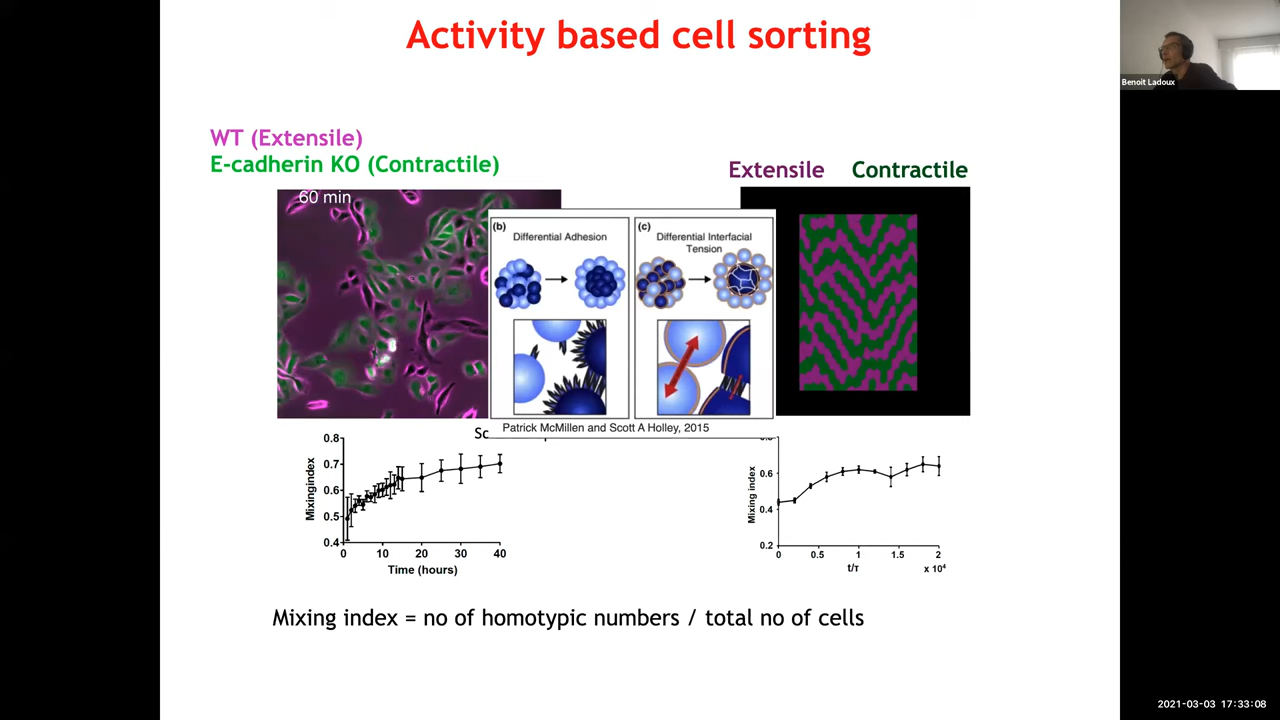 Activity based cell sorting
Benoit Ladoux
WT (Extensile)
E-cadherin KO (Contractile)
Extensile Contractile
60 min
(b)
Differential Adhesion
(c)
Differential Interfacial
Tension
Patrick McMillen and Scott A Holley, 2015
Sc
0.8
0.7
0.6
0.5
0.4
Mixingindex
0 10 20 30 40
Time (hours)
0.6
0.4
0.2
Mixing index
0 0.5 1 1.5 2
t/τ x 10⁴
Mixing index = no of homotypic numbers / total no of cells
2021-03-03 17:33:08